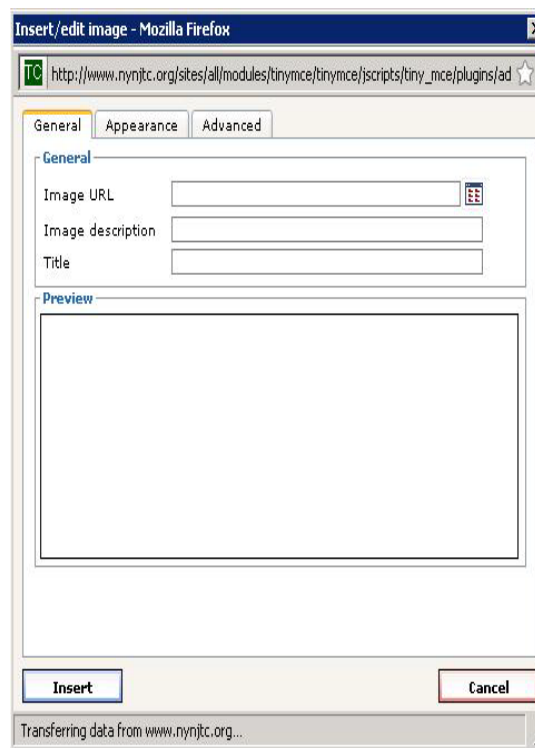 Insert/edit image - Mozilla Firefox
TC http://www.nynjtc.org/sites/all/modules/tinymce/tinymce/jscripts/tiny_mce/plugins/ad
General Appearance Advanced
General
Image URL
Image description
Title
Preview
Insert Cancel
Transferring data from www.nynjtc.org...